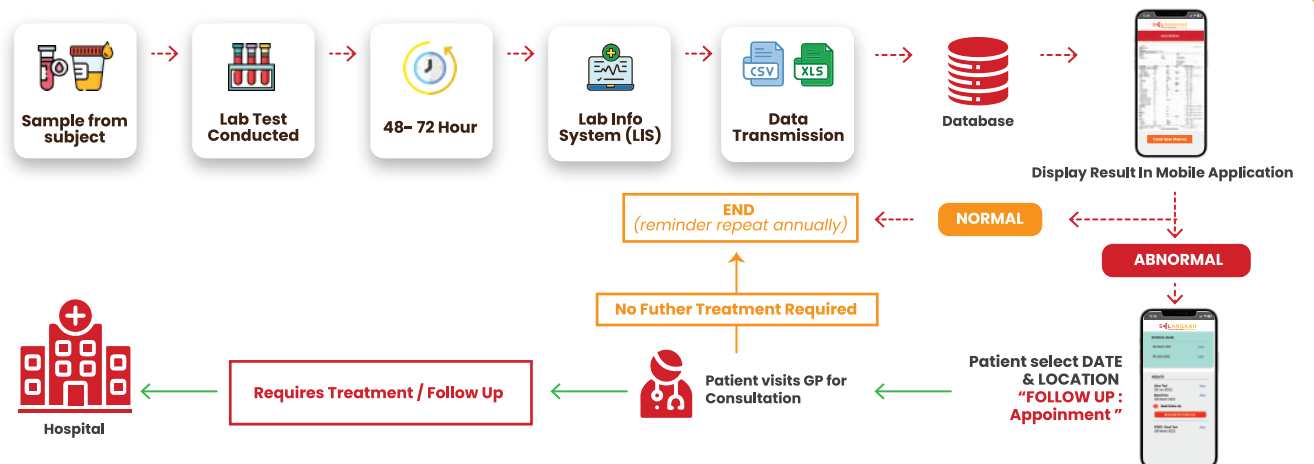 Sample from
subject
Lab Test
Conducted
48- 72 Hour
Lab Info
System (LIS)
CSV
XLS
Data
Transmission
Database
Display Result In Mobile Application
END
(reminder repeat annually)
NORMAL
ABNORMAL
No Futher Treatment Required
SELANGKAH
Patient select DATE
& LOCATION
“FOLLOW UP :
Appoinment ”
Patient visits GP for
Consultation
Requires Treatment / Follow Up
Hospital